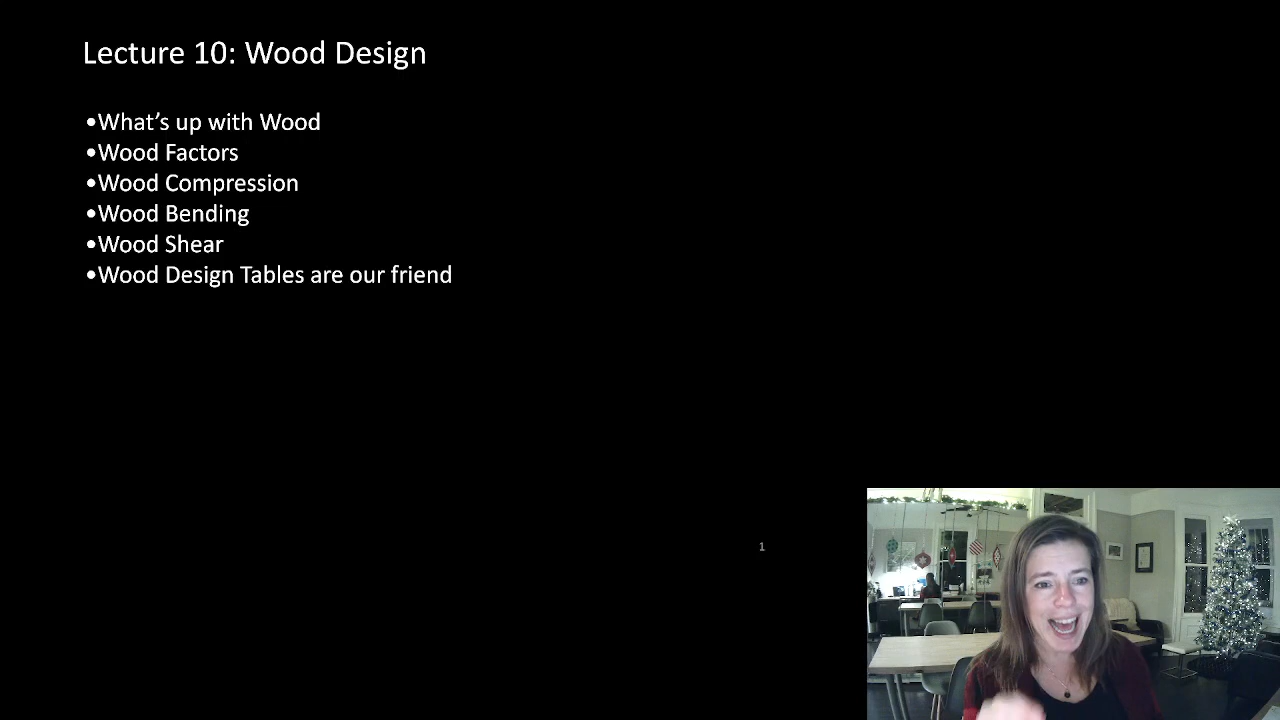 Lecture 10: Wood Design
•What’s up with Wood
•Wood Factors
•Wood Compression
•Wood Bending
•Wood Shear
•Wood Design Tables are our friend
1